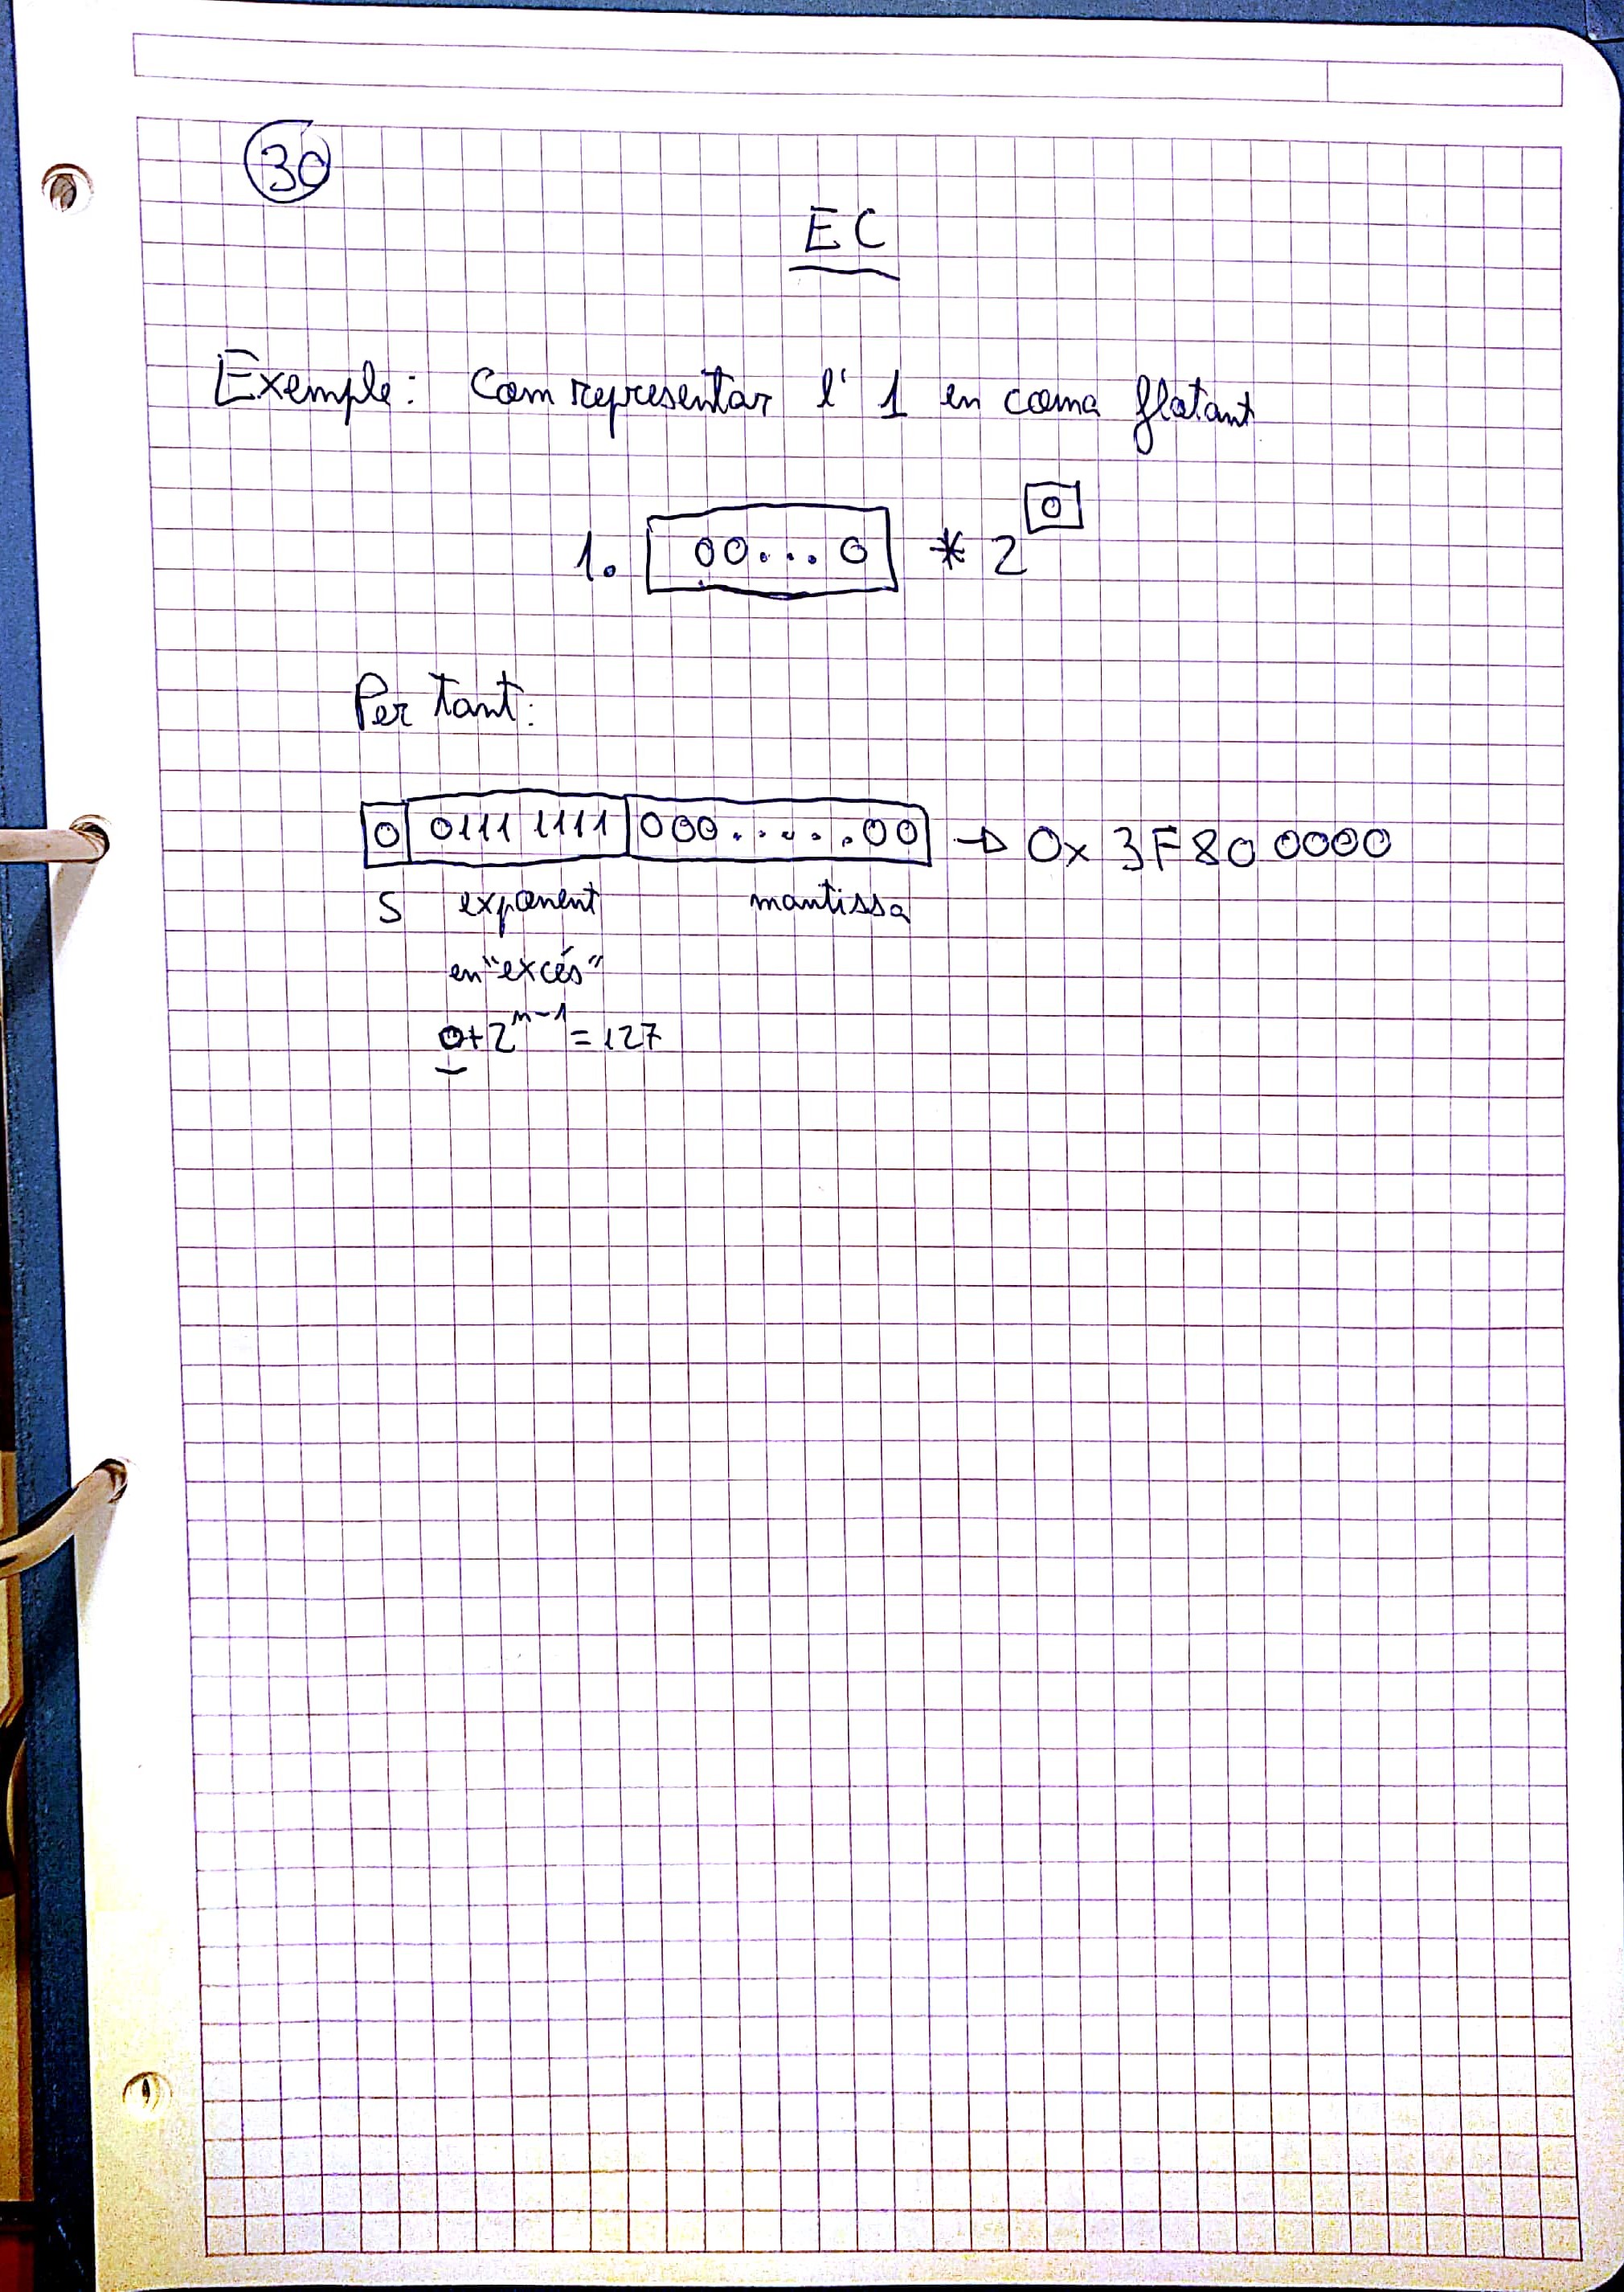 30
EC
Exemple: Com representar l' 1 en coma flotant
1. 00...0 * 2^0
Per tant:
0 0111 1111 000.......00 → 0x 3F80 0000
S exponent mantissa
en "excés"
0+2^n-1 = 127